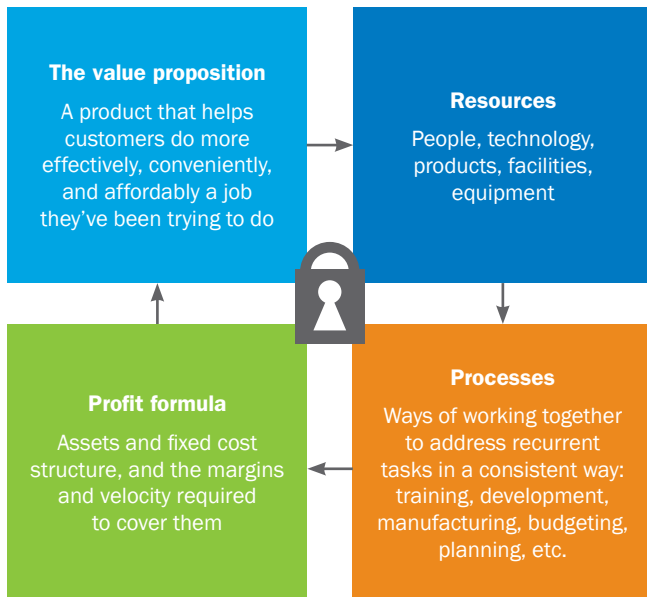 The value proposition
A product that helps
customers do more
effectively, conveniently,
and affordably a job
they’ve been trying to do
Resources
People, technology,
products, facilities,
equipment
Profit formula
Assets and fixed cost
structure, and the margins
and velocity required
to cover them
Processes
Ways of working together
to address recurrent
tasks in a consistent way:
training, development,
manufacturing, budgeting,
planning, etc.